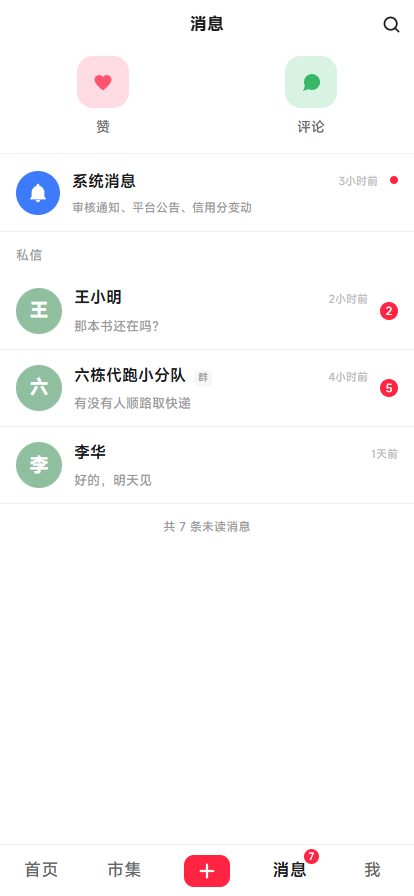 消息
赞
评论
系统消息
3小时前
审核通知、平台公告、信用分变动
私信
王
王小明
2小时前
那本书还在吗?
2
六
六栋代跑小分队
群
4小时前
有没有人顺路取快递
5
李
李华
1天前
好的，明天见
共 7 条未读消息
首页
市集
消息
7
我